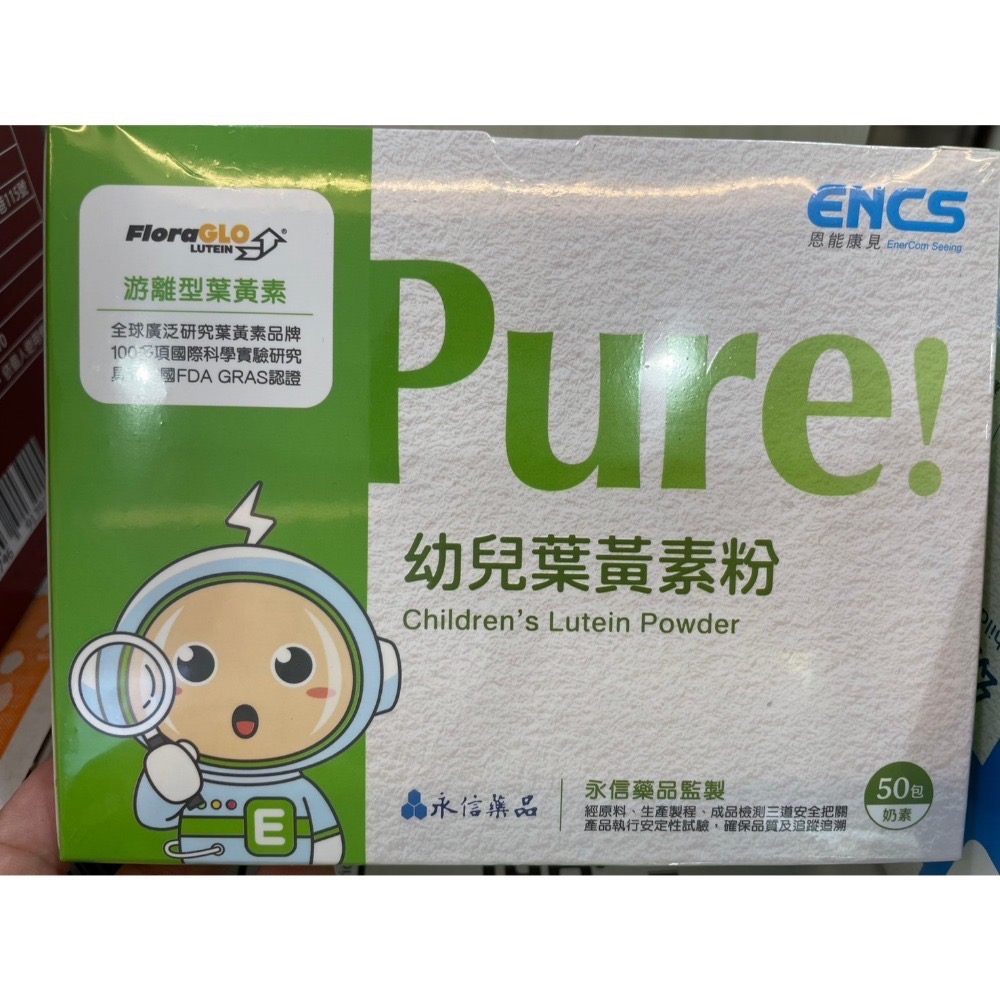 FloraGLO
LUTEIN
游離型葉黃素
全球廣泛研究葉黃素品牌
100多項國際科學實驗研究
國FDA GRAS認證
ENCS
恩能康見 EnerCom Seeing
Pure!
幼兒葉黃素粉
Children's Lutein Powder
E
永信藥品
永信藥品監製
經原料、生產製程、成品檢測三道安全把關
產品執行安定性試驗，確保品質及追蹤追溯
50包
奶素